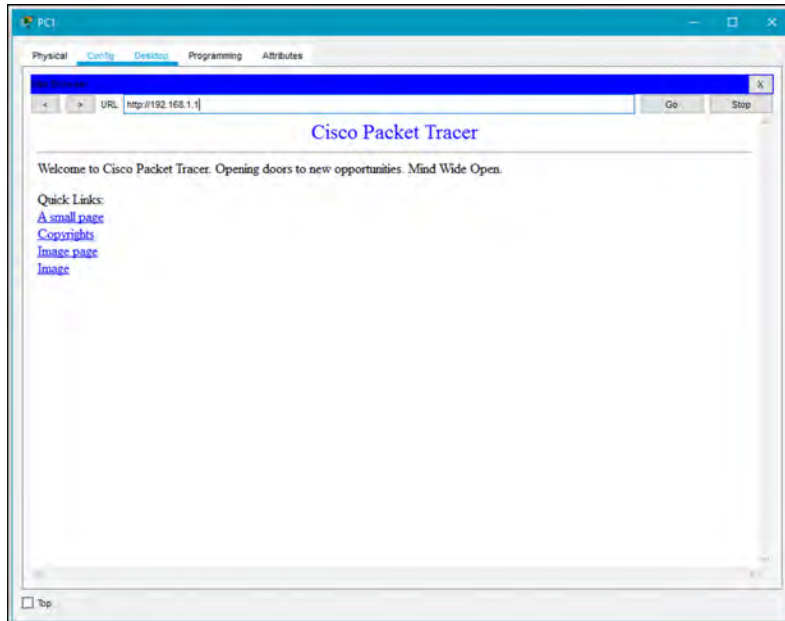 PC1
Physical Config Desktop Programming Attributes
X
< > URL http://192.168.1.1 Go Stop
Cisco Packet Tracer
Welcome to Cisco Packet Tracer. Opening doors to new opportunities. Mind Wide Open.
Quick Links:
A small page
Copyrights
Image page
Image
Top